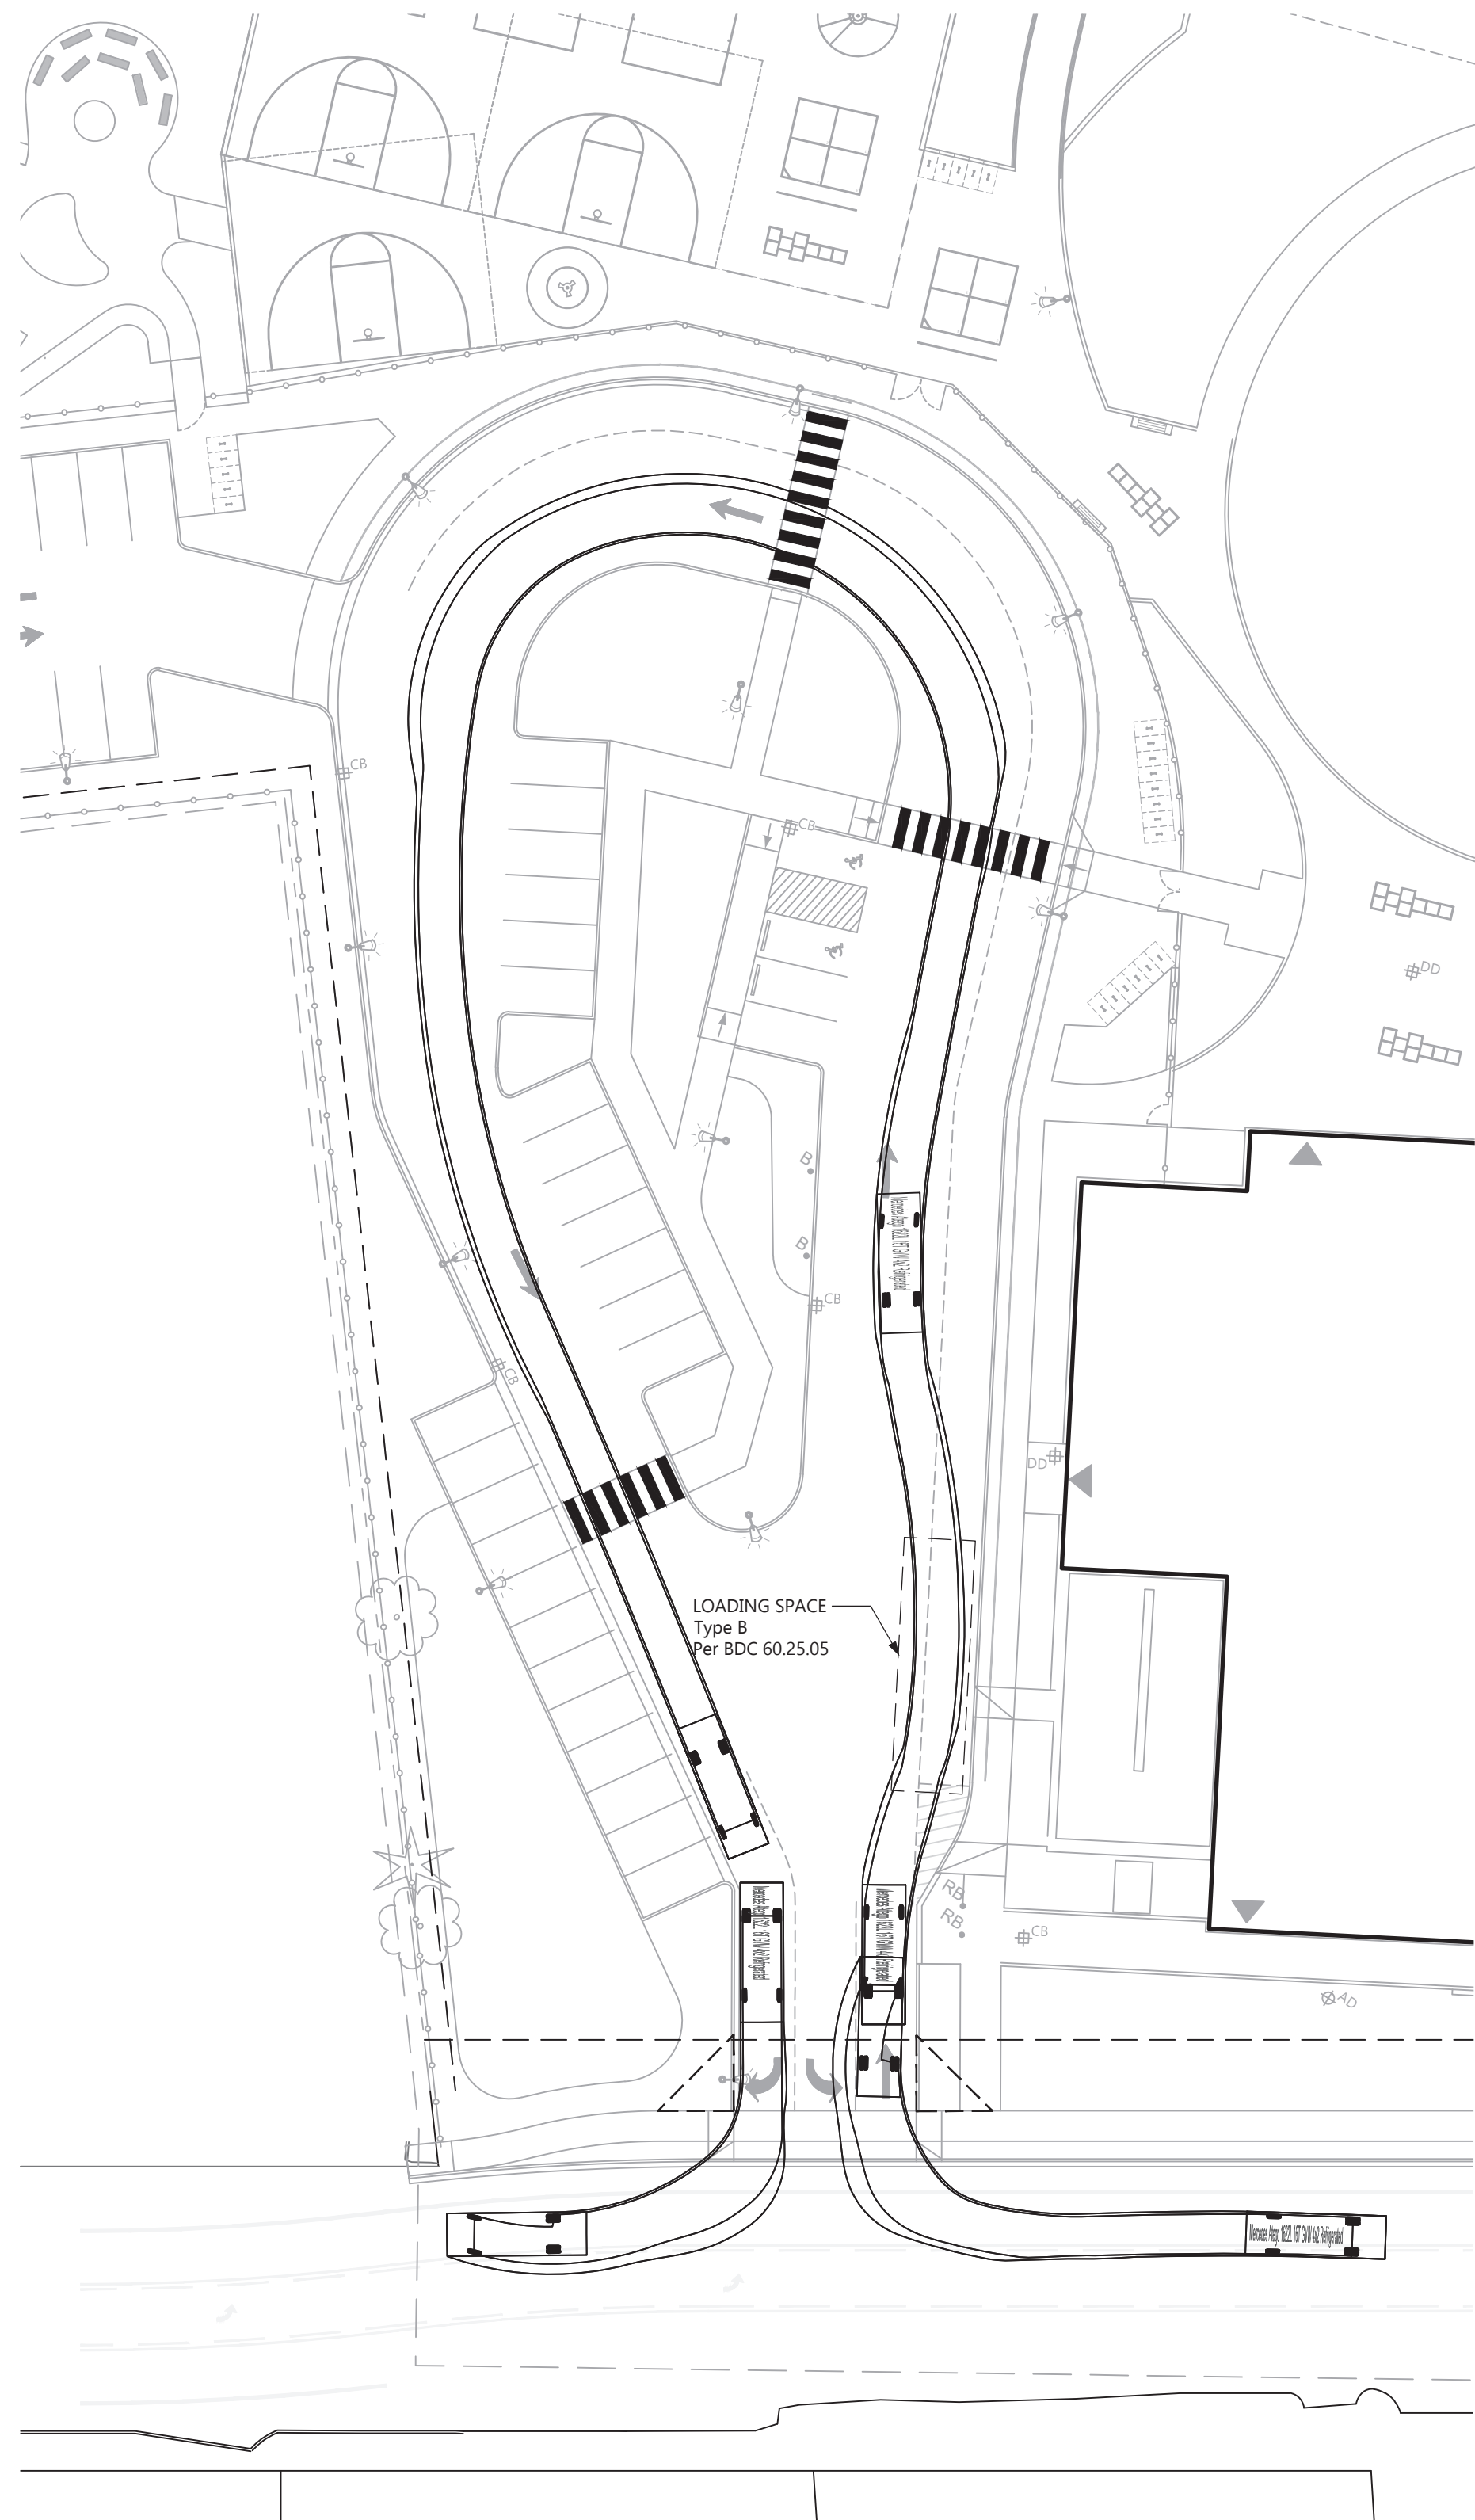 CB
CB
DD
B
B
CB
CB
DD
LOADING SPACE
Type B
Per BDC 60.25.05
RB
RB
CB
AD